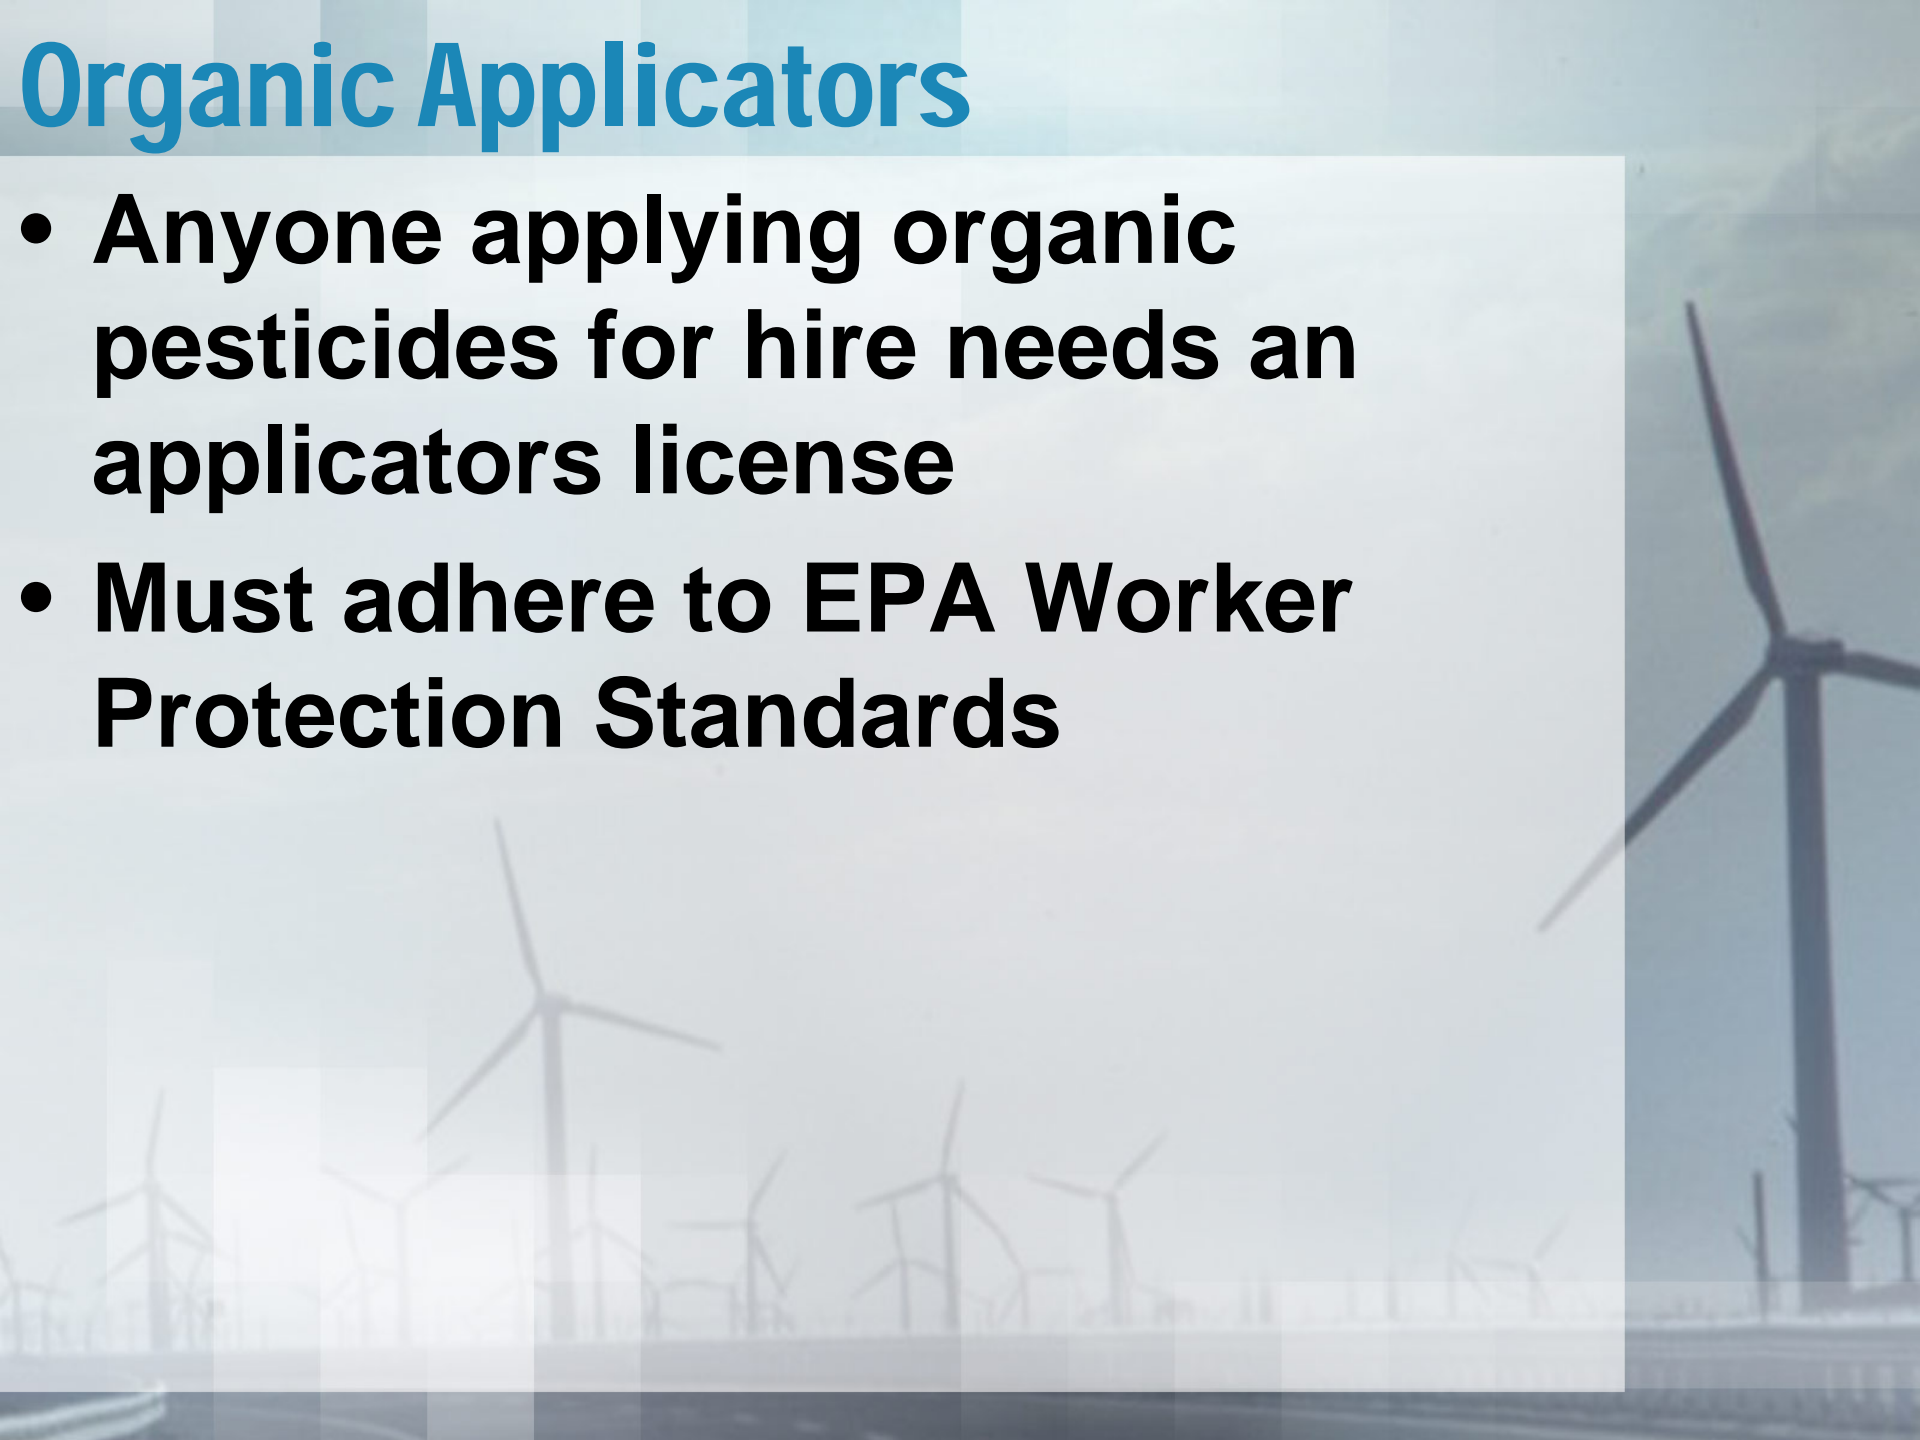 Organic Applicators
• Anyone applying organic
pesticides for hire needs an
applicators license
• Must adhere to EPA Worker
Protection Standards